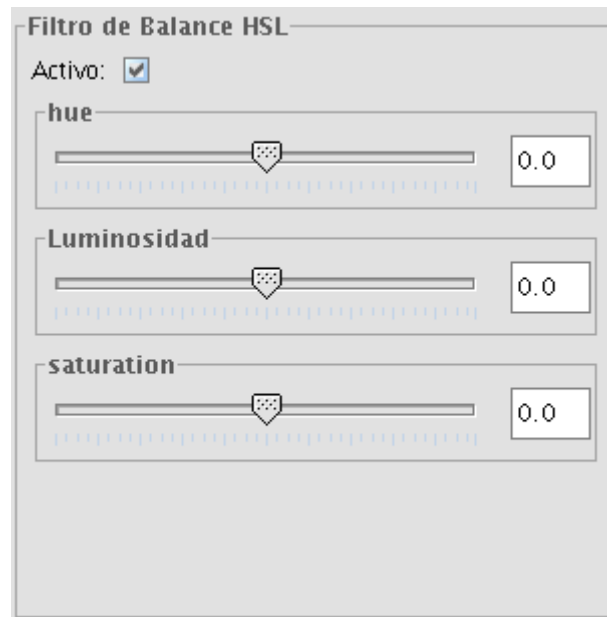 Filtro de Balance HSL
Activo:
hue
0.0
Luminosidad
0.0
saturation
0.0